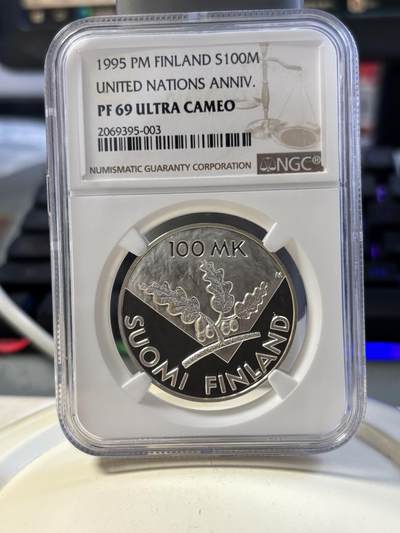 1995 PM FINLAND S100M
UNITED NATIONS ANNIV.
PF 69 ULTRA CAMEO
2069395-003
NUMISMATIC GUARANTY CORPORATION
NGC®
100 MK
SUOMI FINLAND